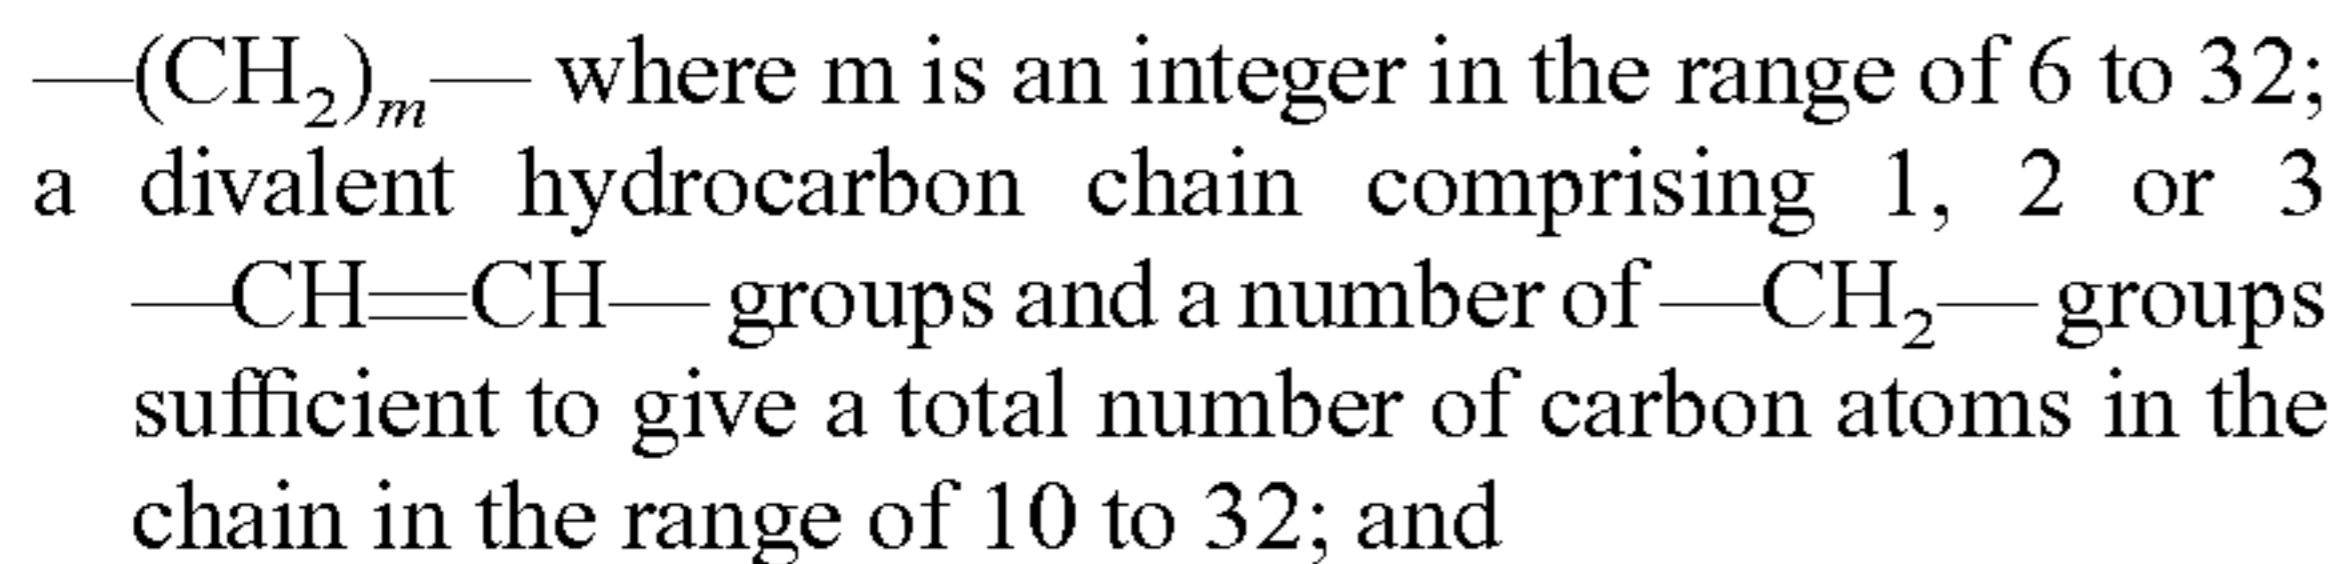 —(CH₂)ₘ— where m is an integer in the range of 6 to 32;
a divalent hydrocarbon chain comprising 1, 2 or 3
—CH═CH— groups and a number of —CH₂— groups
sufficient to give a total number of carbon atoms in the
chain in the range of 10 to 32; and